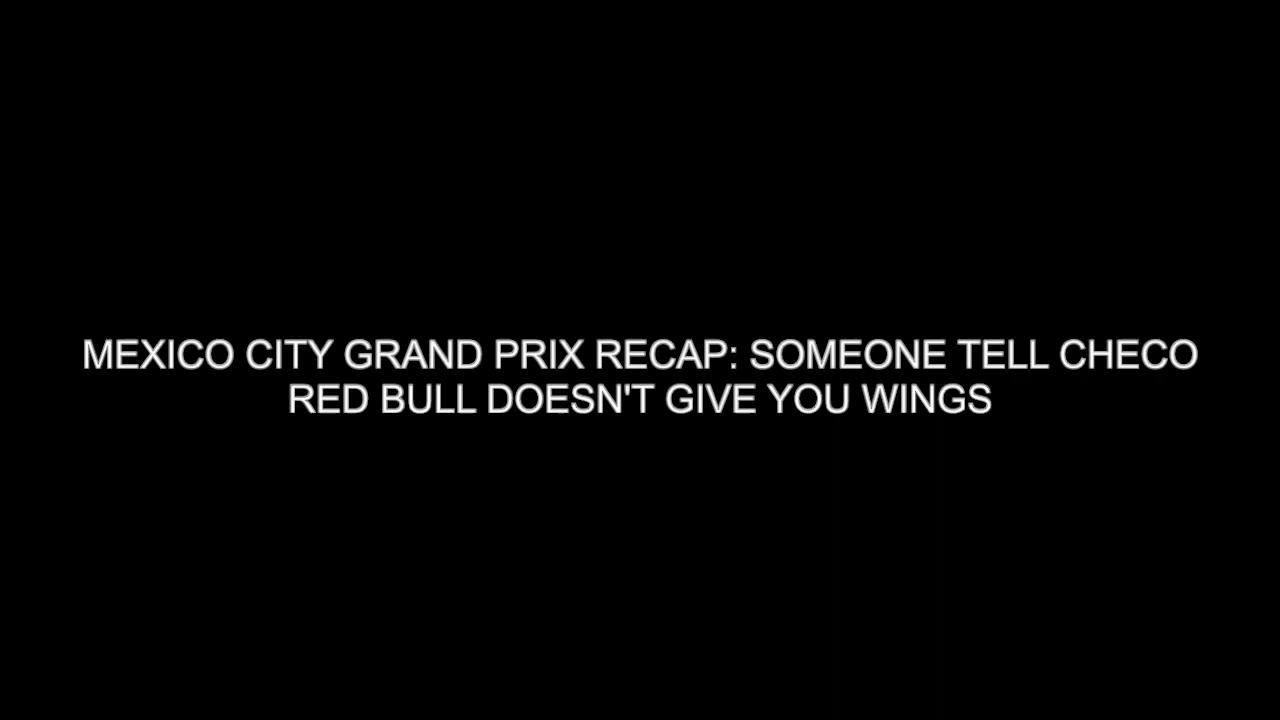 MEXICO CITY GRAND PRIX RECAP: SOMEONE TELL CHECO
RED BULL DOESN'T GIVE YOU WINGS